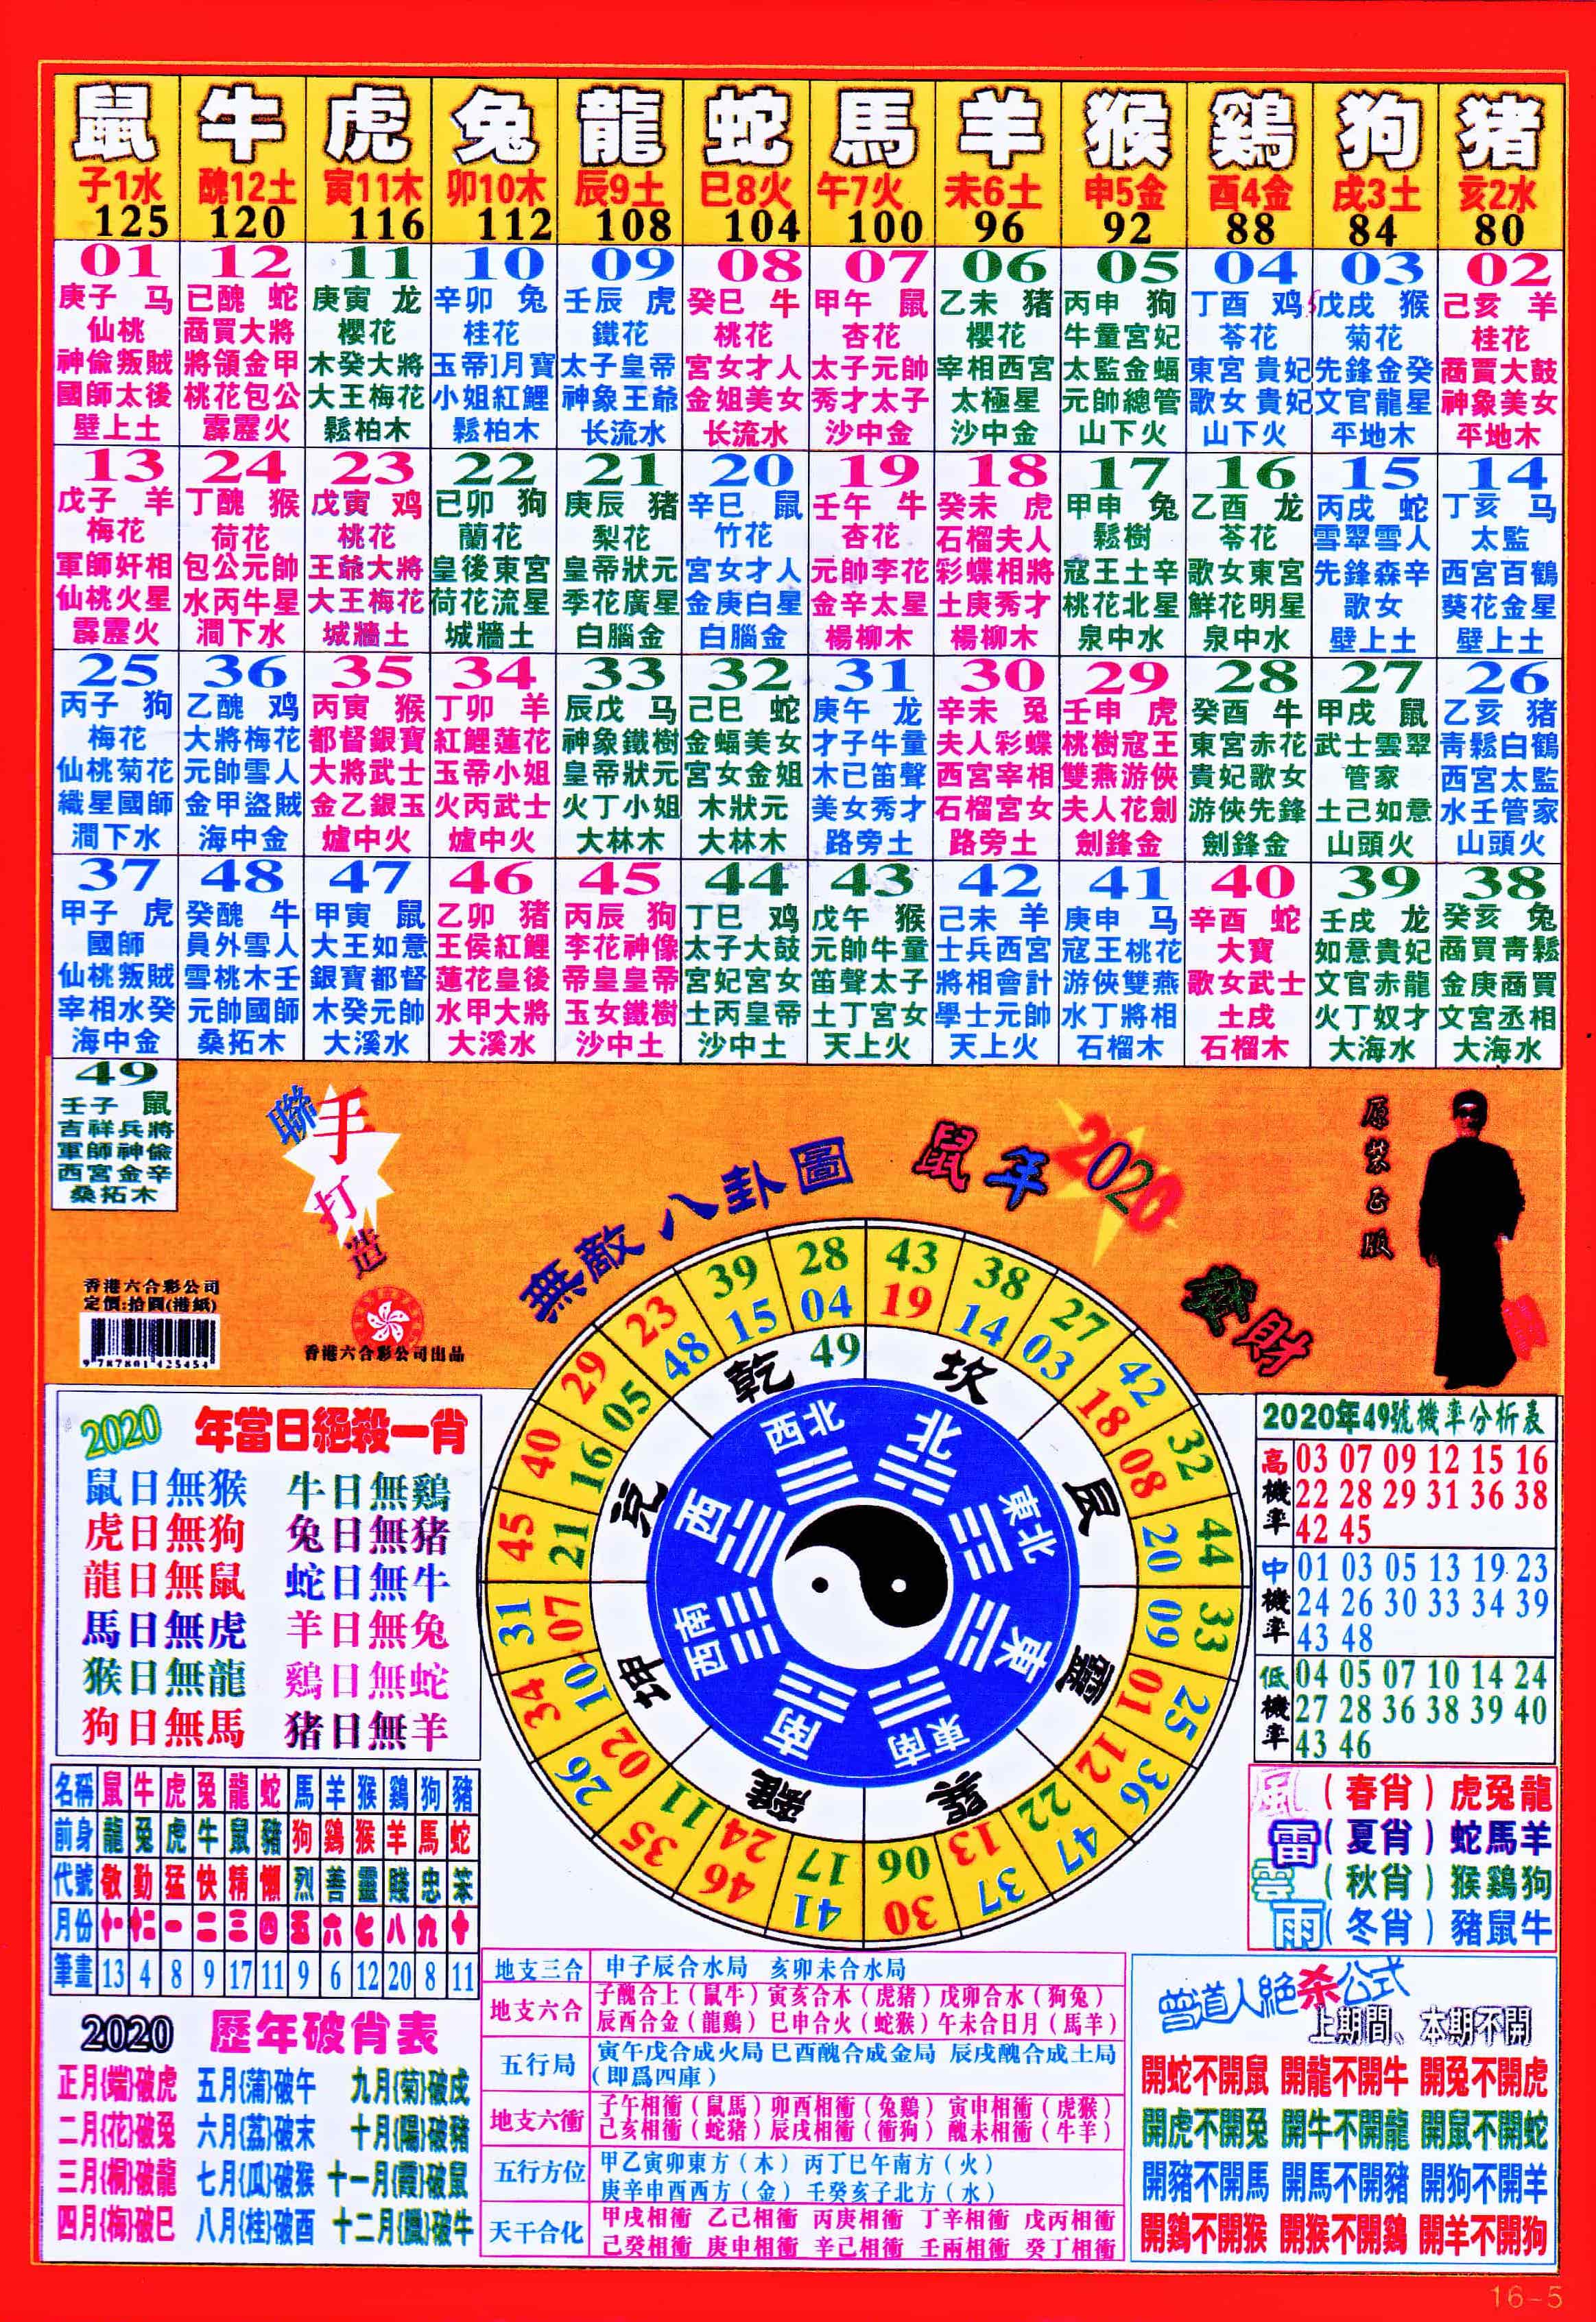 鼠 牛 虎 兔 龍 蛇 馬 羊 猴 鷄 狗 猪
子1水 醜12土 寅11木 卯10木 辰9土 巳8火 午7火 未6土 申5金 酉4金 戌3土 亥2水
125 120 116 112 108 104 100 96 92 88 84 80
01 12 11 10 09 08 07 06 05 04 03 02
庚子 马 已醜 蛇 庚寅 龙 辛卯 兔 壬辰 虎 癸巳 牛 甲午 鼠 乙未 猪 丙申 狗 丁酉 鸡 戊戌 猴 己亥 羊
仙桃 商買大將 櫻花 桂花 鐵花 桃花 杏花 櫻花 牛童宮妃 苓花 菊花 桂花
神偷叛賊 將領金甲 木癸大將 玉帝]月寶 太子皇帝 宮女才人 太子元帥 宰相西宮 太監金蝠 東宮 貴妃 先鋒金癸 商賈大鼓
國師太後 桃花包公 大王梅花 小姐紅鯉 神象王爺 金姐美女 秀才太子 太極星 元帥總管 歌女 貴妃 文官龍星 神象美女
壁上土 霹靂火 鬆柏木 鬆柏木 长流水 长流水 沙中金 沙中金 山下火 山下火 平地木 平地木
13 24 23 22 21 20 19 18 17 16 15 14
戊子 羊 丁醜 猴 戊寅 鸡 已卯 狗 庚辰 猪 辛巳 鼠 壬午 牛 癸未 虎 甲申 兔 乙酉 龙 丙戌 蛇 丁亥 马
梅花 荷花 桃花 蘭花 梨花 竹花 杏花 石榴夫人 鬆樹 苓花 雪翠雪人 太監
軍師奸相 包公元帥 王爺大將 皇後東宮 皇帝狀元 宮女才人 元帥李花 彩蝶相將 寇王土辛 歌女東宮 先鋒森辛 西宮百鶴
仙桃火星 水丙牛星 大王梅花 荷花流星 季花廣星 金庚白星 金辛太星 土庚秀才 桃花北星 鮮花明星 歌女 葵花金星
霹靂火 澗下水 城牆土 城牆土 白腦金 白腦金 楊柳木 楊柳木 泉中水 泉中水 壁上土 壁上土
25 36 35 34 33 32 31 30 29 28 27 26
丙子 狗 乙醜 鸡 丙寅 猴 丁卯 羊 辰戊 马 己巳 蛇 庚午 龙 辛未 兔 壬申 虎 癸酉 牛 甲戌 鼠 乙亥 猪
梅花 大將梅花 都督銀寶 紅鯉蓮花 神象鐵樹 金蝠美女 才子牛童 夫人彩蝶 桃樹寇王 東宮赤花 武士雲翠 青鬆白鶴
仙桃菊花 元帥雪人 大將武士 玉帝小姐 皇帝狀元 宮女金姐 木已笛聲 西宮宰相 雙燕游俠 貴妃歌女 管家 西宮太監
織星國師 金甲盜賊 金乙銀玉 火丙武士 火丁小姐 木狀元 美女秀才 石榴宮女 夫人花劍 游俠先鋒 土己如意 水壬管家
澗下水 海中金 爐中火 爐中火 大林木 大林木 路旁土 路旁土 劍鋒金 劍鋒金 山頭火 山頭火
37 48 47 46 45 44 43 42 41 40 39 38
甲子 虎 癸醜 牛 甲寅 鼠 乙卯 猪 丙辰 狗 丁巳 鸡 戊午 猴 己未 羊 庚申 马 辛酉 蛇 壬戌 龙 癸亥 兔
國師 員外雪人 大王如意 王侯紅鯉 李花神像 太子大鼓 元帥牛童 士兵西宮 寇王桃花 大寶 如意貴妃 商買青鬆
仙桃叛賊 雪桃木壬 銀寶都督 蓮花皇後 帝皇皇帝 宮妃宮女 笛聲太子 將相會計 游俠雙燕 歌女武士 文官赤龍 金庚商買
宰相水癸 元帥國師 木癸元帥 水甲大將 玉女鐵樹 土丙皇帝 土丁宮女 學士元帥 水丁將相 土戌 火丁奴才 文宮丞相
海中金 桑拓木 大溪水 大溪水 沙中土 沙中土 天上火 天上火 石榴木 石榴木 大海水 大海水
49
壬子 鼠
吉祥兵將
軍師神偷
西宮金辛
桑拓木
聯手打造
香港六合彩公司
定價:拾圓(港紙)
9 787801 425454
香港六合彩公司出品
無敵八卦圖
鼠年2020
原裝正版
43 38 27 42 32 44 33 25 36 47 37 30 41 46 35 26 34 31 45 40 29 23 39 28
19 14 03 18 08 20 09 01 12 22 13 06 17 24 11 02 10 07 21 16 05 48 15 04
49
乾 坎 艮 震 巽 離 坤 兌
西北 北 東北 東 東南 南 西南 西
2020 年當日絕殺一肖
鼠日無猴 牛日無鷄
虎日無狗 兔日無猪
龍日無鼠 蛇日無牛
馬日無虎 羊日無兔
猴日無龍 鷄日無蛇
狗日無馬 猪日無羊
2020年49號機率分析表
高機率
03 07 09 12 15 16
22 28 29 31 36 38
42 45
中機率
01 03 05 13 19 23
24 26 30 33 34 39
43 48
低機率
04 05 07 10 14 24
27 28 36 38 39 40
43 46
風 (春肖) 虎兔龍
雷 (夏肖) 蛇馬羊
雲 (秋肖) 猴鷄狗
雨 (冬肖) 豬鼠牛
名稱 鼠 牛 虎 兔 龍 蛇 馬 羊 猴 鷄 狗 豬
前身 龍 兔 虎 牛 鼠 豬 狗 鷄 猴 羊 馬 蛇
代號 敏 勤 猛 快 精 懶 烈 善 靈 賤 忠 笨
月份 十一 十二 一 二 三 四 五 六 七 八 九 十
筆畫 13 4 8 9 17 11 9 6 12 20 8 11
2020 歷年破肖表
正月{端}破虎 五月{蒲}破午 九月{菊}破戌
二月{花}破兔 六月{荔}破末 十月{陽}破豬
三月{桐}破龍 七月{瓜}破猴 十一月{霞}破鼠
四月{梅}破巳 八月{桂}破酉 十二月{臘}破牛
地支三合 申子辰合水局 亥卯未合水局
地支六合
子醜合上(鼠牛) 寅亥合木(虎猪) 戊卯合水(狗兔)
辰酉合金(龍鷄) 巳申合火(蛇猴) 午未合日月(馬羊)
五行局
寅午戊合成火局 巳酉醜合成金局 辰戌醜合成土局
(即爲四庫)
地支六衝
子午相衝(鼠馬) 卯酉相衝(兔鷄) 寅申相衝(虎猴)
己亥相衝(蛇猪) 辰戌相衝(衝狗) 醜未相衝(牛羊)
五行方位
甲乙寅卯東方(木) 丙丁巳午南方(火)
庚辛申酉西方(金) 壬癸亥子北方(水)
天干合化
甲戌相衝 乙己相衝 丙庚相衝 丁辛相衝 戊丙相衝
己癸相衝 庚申相衝 辛己相衝 壬兩相衝 癸丁相衝
曾道人絕杀公式
上期間、本期不開
開蛇不開鼠 開龍不開牛 開兔不開虎
開虎不開兔 開牛不開龍 開鼠不開蛇
開豬不開馬 開馬不開豬 開狗不開羊
開鷄不開猴 開猴不開鷄 開羊不開狗
16-5